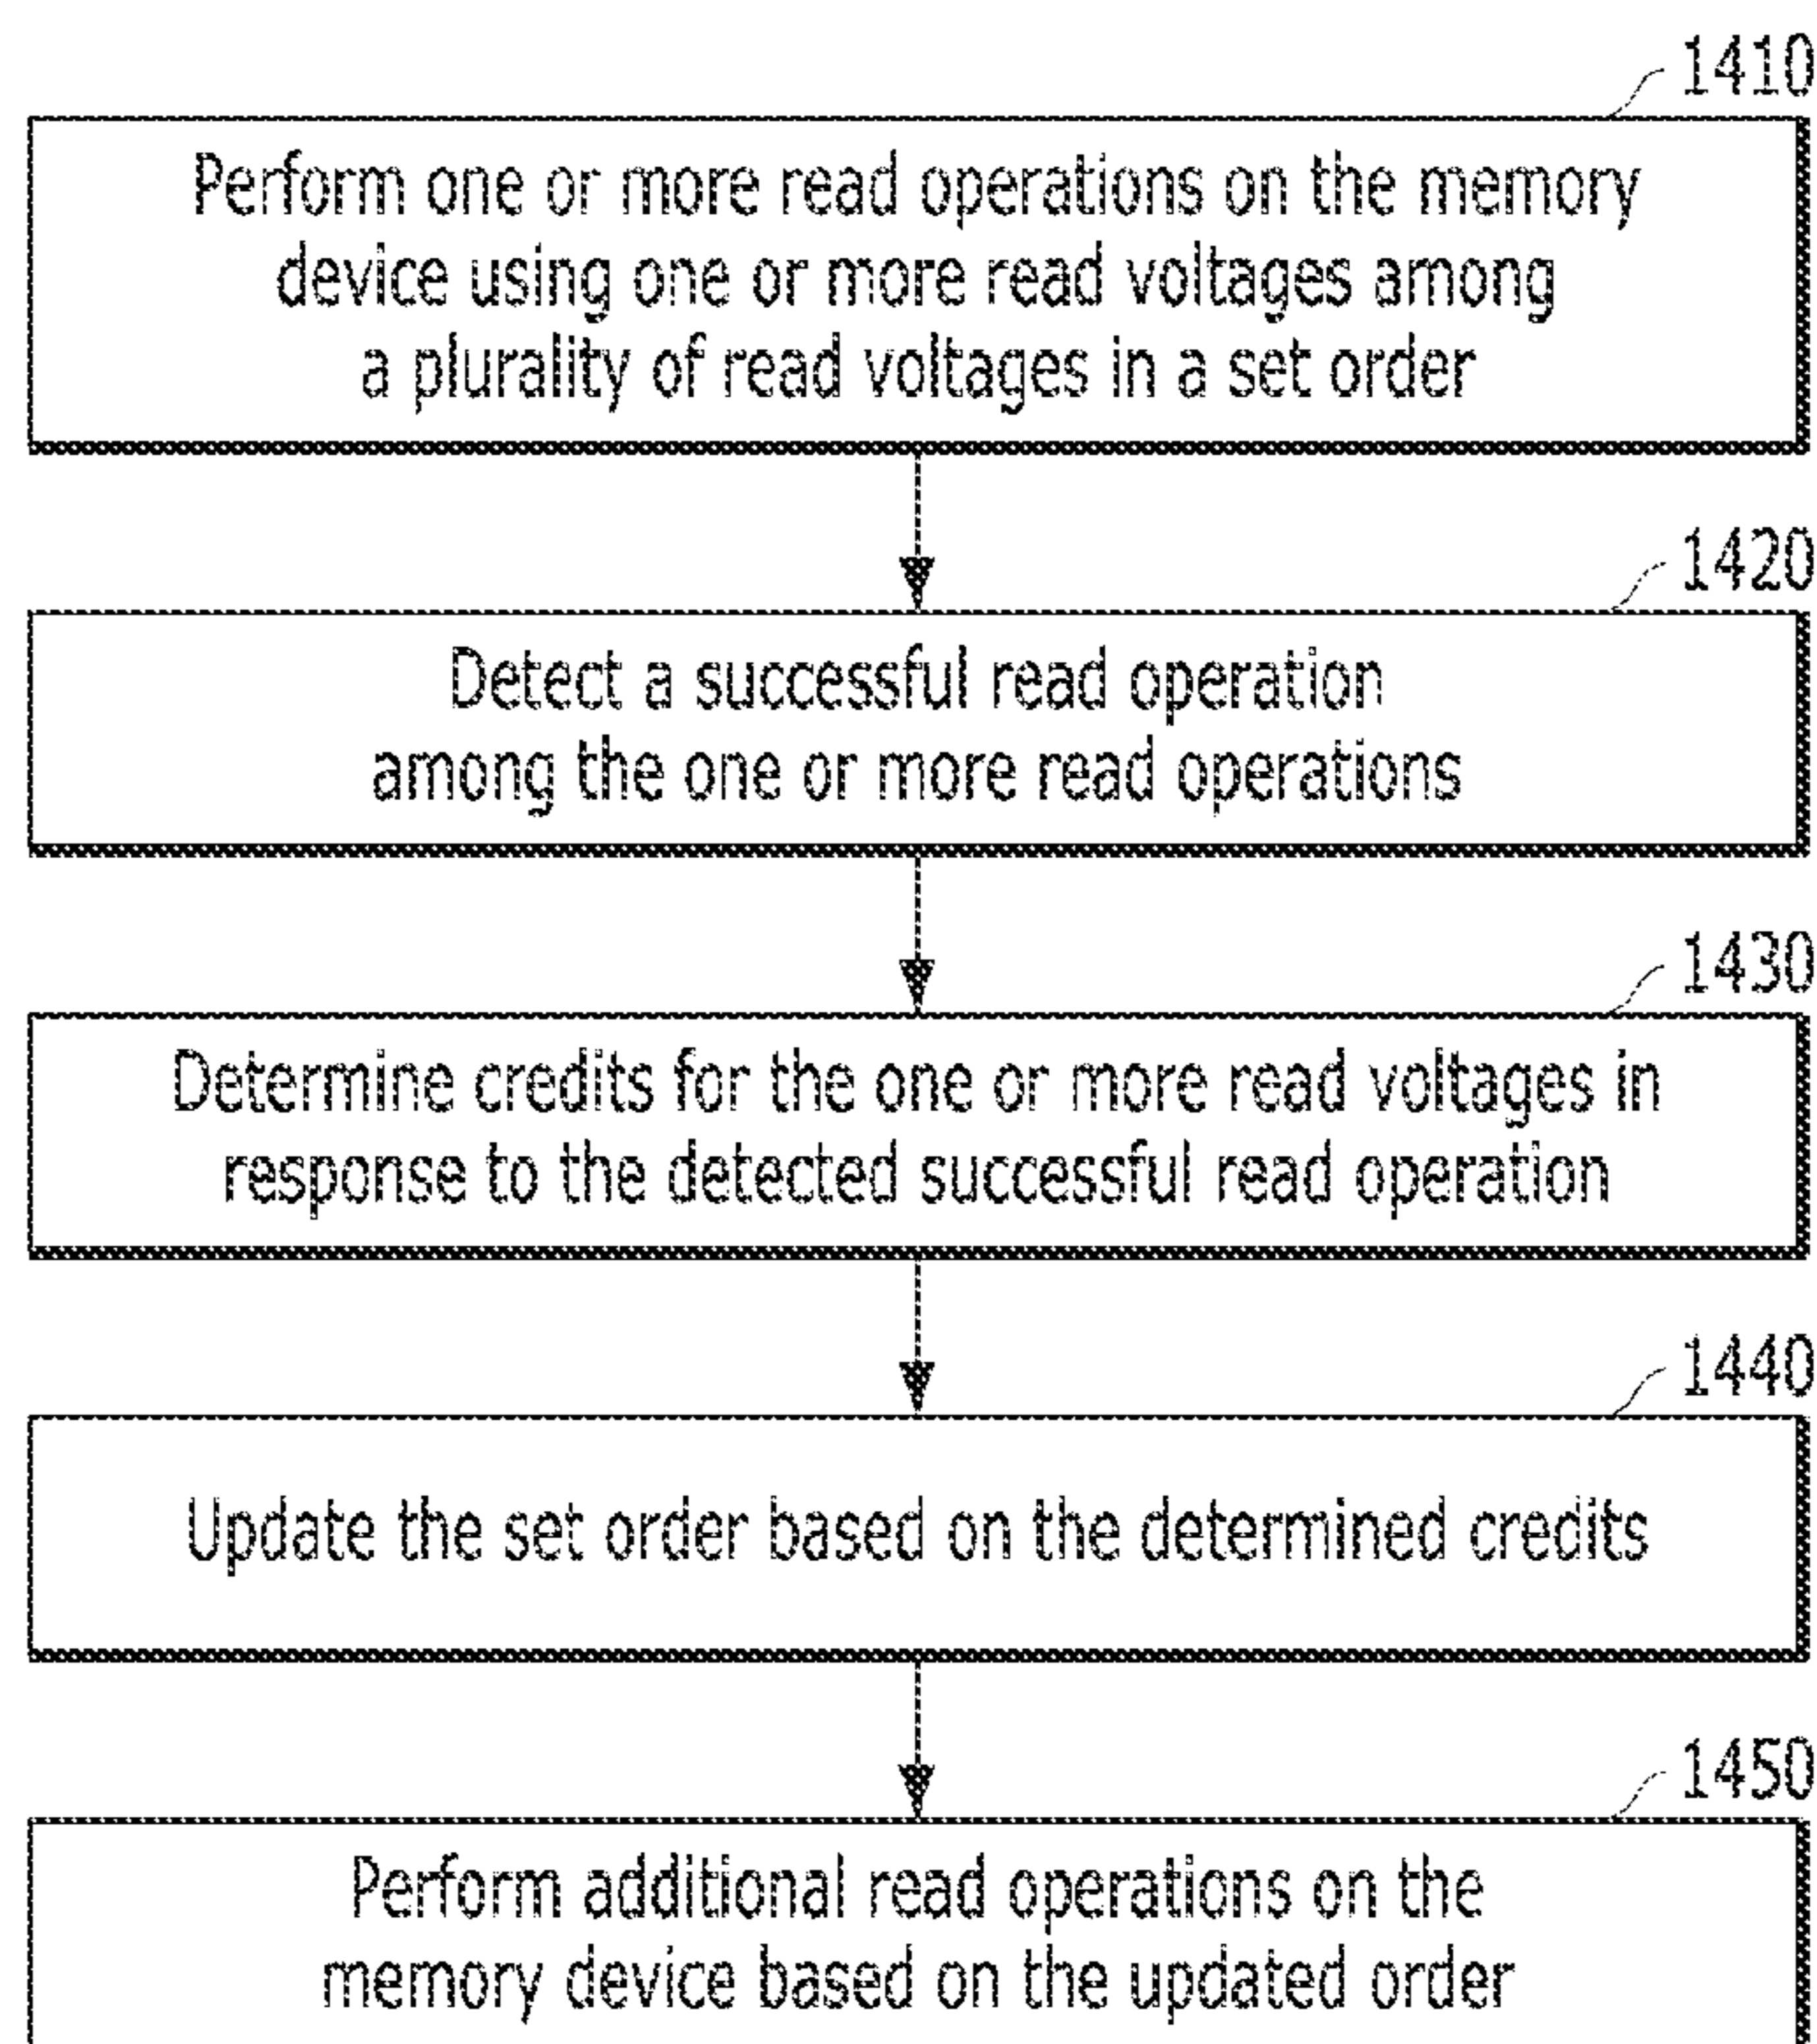 1410
Perform one or more read operations on the memory
device using one or more read voltages among
a plurality of read voltages in a set order
1420
Detect a successful read operation
among the one or more read operations
1430
Determine credits for the one or more read voltages in
response to the detected successful read operation
1440
Update the set order based on the determined credits
1450
Perform additional read operations on the
memory device based on the updated order